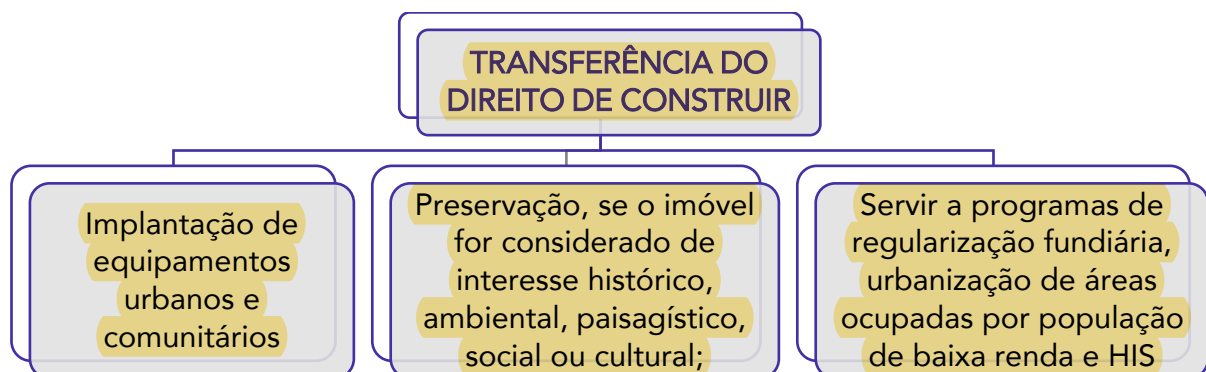 TRANSFERÊNCIA DO
DIREITO DE CONSTRUIR
Implantação de
equipamentos
urbanos e
comunitários
Preservação, se o imóvel
for considerado de
interesse histórico,
ambiental, paisagístico,
social ou cultural;
Servir a programas de
regularização fundiária,
urbanização de áreas
ocupadas por população
de baixa renda e HIS